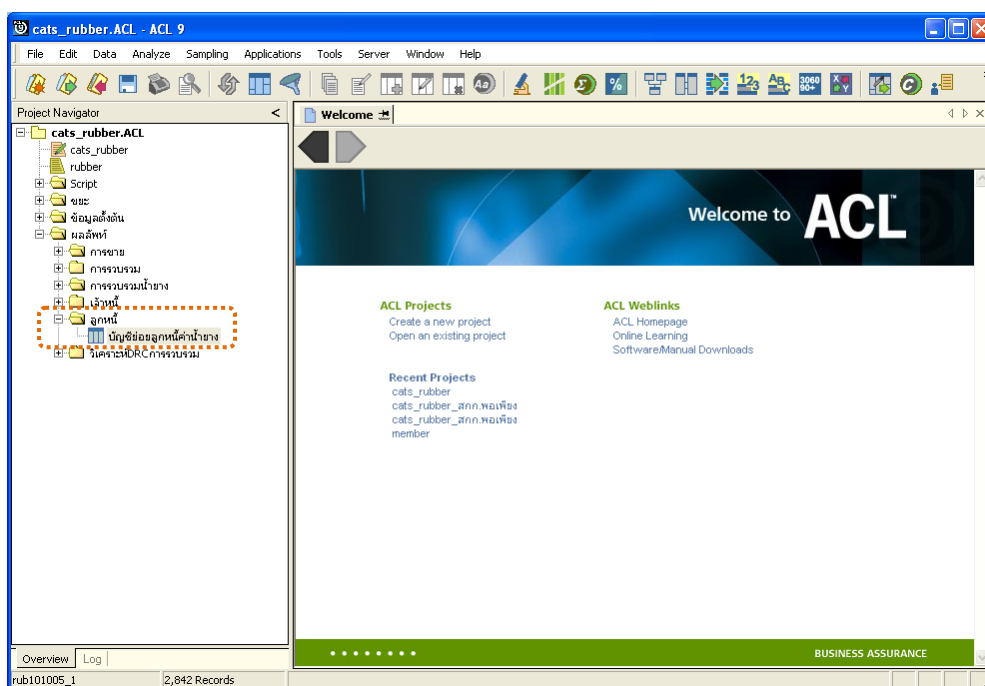 cats_rubber.ACL - ACL 9
File Edit Data Analyze Sampling Applications Tools Server Window Help
Project Navigator <
Welcome
cats_rubber.ACL
cats_rubber
rubber
Script
ขยะ
ข้อมูลตั้งต้น
ผลลัพท์
การขาย
การรวบรวม
การรวบรวมน้ำยาง
เจ้าหนี้
ลูกหนี้
บัญชีย่อยลูกหนี้ค่าน้ำยาง
วิเคราะห์DRCการรวบรวม
Welcome to ACL™
ACL Projects
Create a new project
Open an existing project
Recent Projects
cats_rubber
cats_rubber_สกก.พอเพียง
cats_rubber_สกก.พอเพียง
member
ACL Weblinks
ACL Homepage
Online Learning
Software/Manual Downloads
BUSINESS ASSURANCE
Overview Log
rub101005_1 2,842 Records